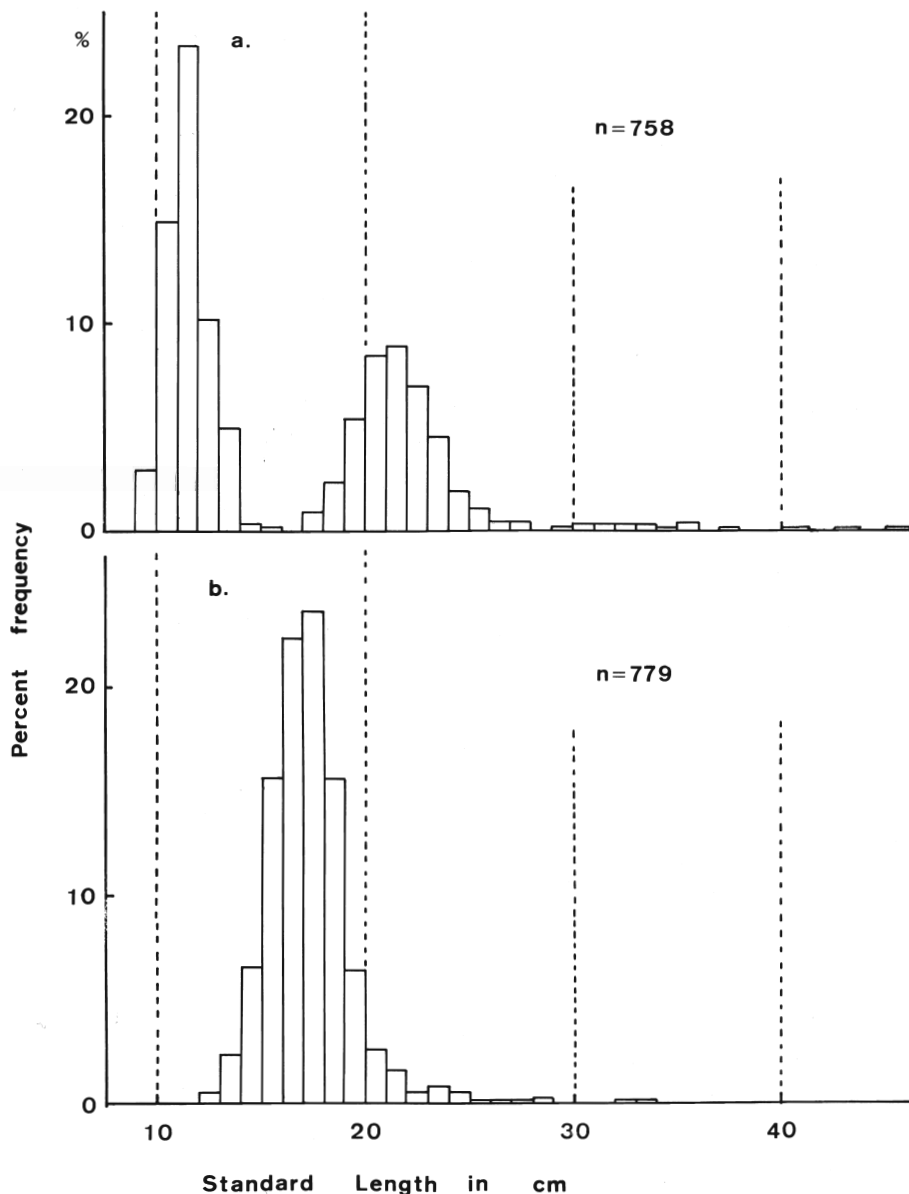 %
a.
20
n=758
10
0
b.
n=779
20
10
0
Percent frequency
10 20 30 40
Standard Length in cm